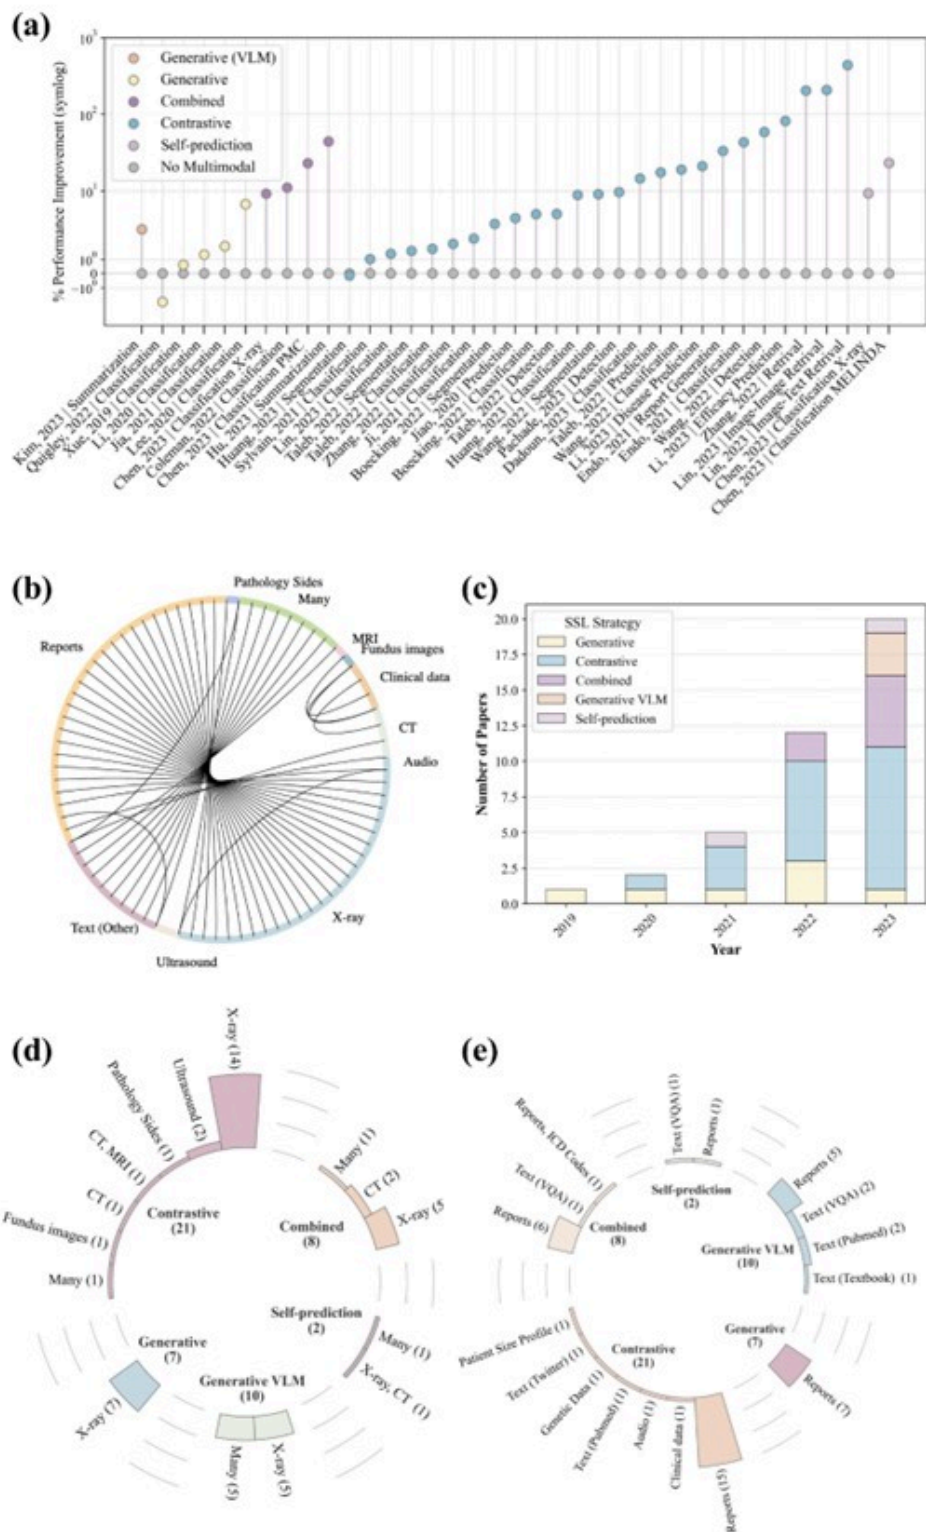 (a)
% Performance Improvement (symlog)
10³
10²
10¹
10⁰
0
−10⁰
Generative (VLM)
Generative
Combined
Contrastive
Self-prediction
No Multimodal
Kim, 2023 | Summarization
Quigley, 2022 | Classification
Xue, 2019 | Classification
Li, 2020 | Classification
Jia, 2021 | Classification
Lee, 2020 | Classification
Chen, 2023 | Classification X-ray
Coleman, 2022 | Classification
Chen, 2023 | Classification PMC
Hu, 2023 | Summarization
Sylvain, 2021 | Segmentation
Lin, 2023 | Classification
Taleb, 2022 | Segmentation
Taleb, 2022 | Classification
Zhang, 2022 | Classification
Ji, 2021 | Classification
Boecking, 2022 | Segmentation
Jiao, 2020 | Prediction
Boecking, 2022 | Classification
Taleb, 2022 | Detection
Huang, 2021 | Classification
Wang, 2023 | Segmentation
Pachade, 2023 | Detection
Dadoun, 2023 | Classification
Taleb, 2022 | Prediction
Wang, 2022 | Prediction
Li, 2023 | Disease Prediction
Endo, 2021 | Report Generation
Endo, 2021 | Classification
Wang, 2022 | Detection
Li, 2023 | Efficacy Prediction
Zhang, 2022 | Retrieval
Lin, 2023 | Image-Image Retrieval
Lin, 2023 | Image-Text Retrieval
Chen, 2023 | Classification X-ray
Chen, 2023 | Classification MELINDA
(b)
Pathology Sides
Many
MRI
Fundus images
Clinical data
CT
Audio
X-ray
Ultrasound
Text (Other)
Reports
(c)
Number of Papers
20.0
17.5
15.0
12.5
10.0
7.5
5.0
2.5
0.0
SSL Strategy
Generative
Contrastive
Combined
Generative VLM
Self-prediction
2019
2020
2021
2022
2023
Year
(d)
X-ray (14)
Ultrasound (2)
Pathology Sides (1)
CT, MRI (1)
CT (1)
Fundus images (1)
Many (1)
Contrastive
(21)
Many (1)
CT (2)
X-ray (5
Combined
(8)
Self-prediction
(2)
Many (1)
X-ray, CT (1)
Generative
(7)
X-ray (7)
Generative VLM
(10)
Many (5)
X-ray (5)
(e)
Text (VQA) (1)
Reports (1)
Self-prediction
(2)
Reports, ICD Codes (1)
Text (VQA) (1)
Reports (6)
Combined
(8)
Reports (5)
Text (VQA) (2)
Text (Pubmed) (2)
Text (Textbook) (1)
Generative VLM
(10)
Generative
(7)
Reports (7)
Contrastive
(21)
Patient Size Profile (1)
Text (Twitter) (1)
Genetic Data (1)
Text (Pubmed) (1)
Audio (1)
Clinical data (1)
Reports (15)